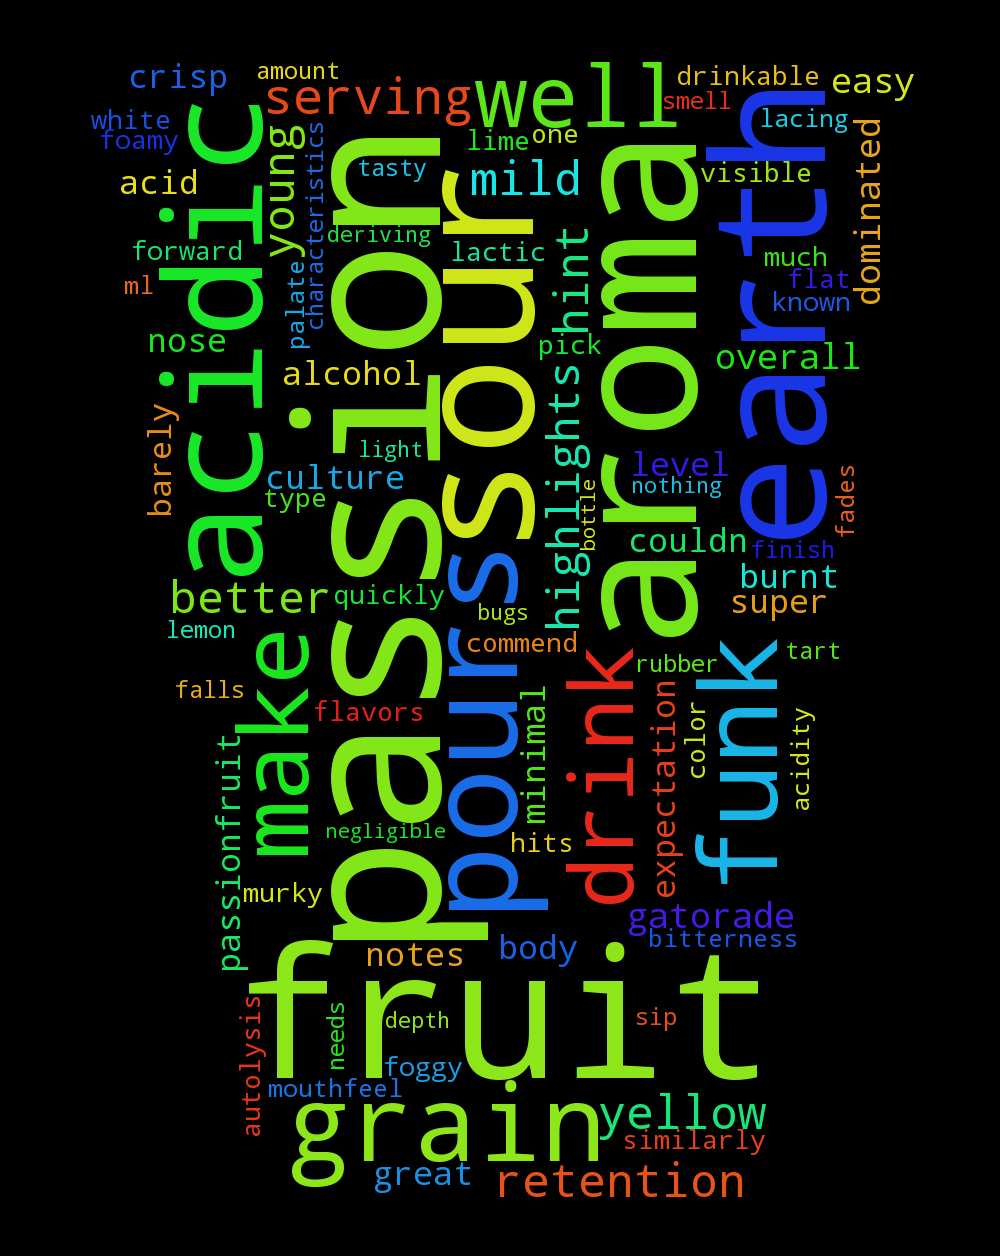 crisp
amount
serving
well
drinkable
easy
white
foamy
smell
lacing
acid
acidic
young
characteristics
tasty
lime
one
mild
visible
earth
dominated
forward
deriving
lactic
hint
aroma
much
flat
known
ml
palate
nose
passion
sour
pick
overall
alcohol
barely
light
highlights
level
culture
type
nothing
bottle
fades
couldn
finish
burnt
better
quickly
bugs
super
lemon
commend
rubber
tart
make
falls
flavors
pour
minimal
drink
expectation
color
funk
acidity
passionfruit
negligible
hits
murky
gatorade
bitterness
notes
body
fruit
autolysis
needs
depth
sip
foggy
mouthfeel
grain
yellow
similarly
great
retention